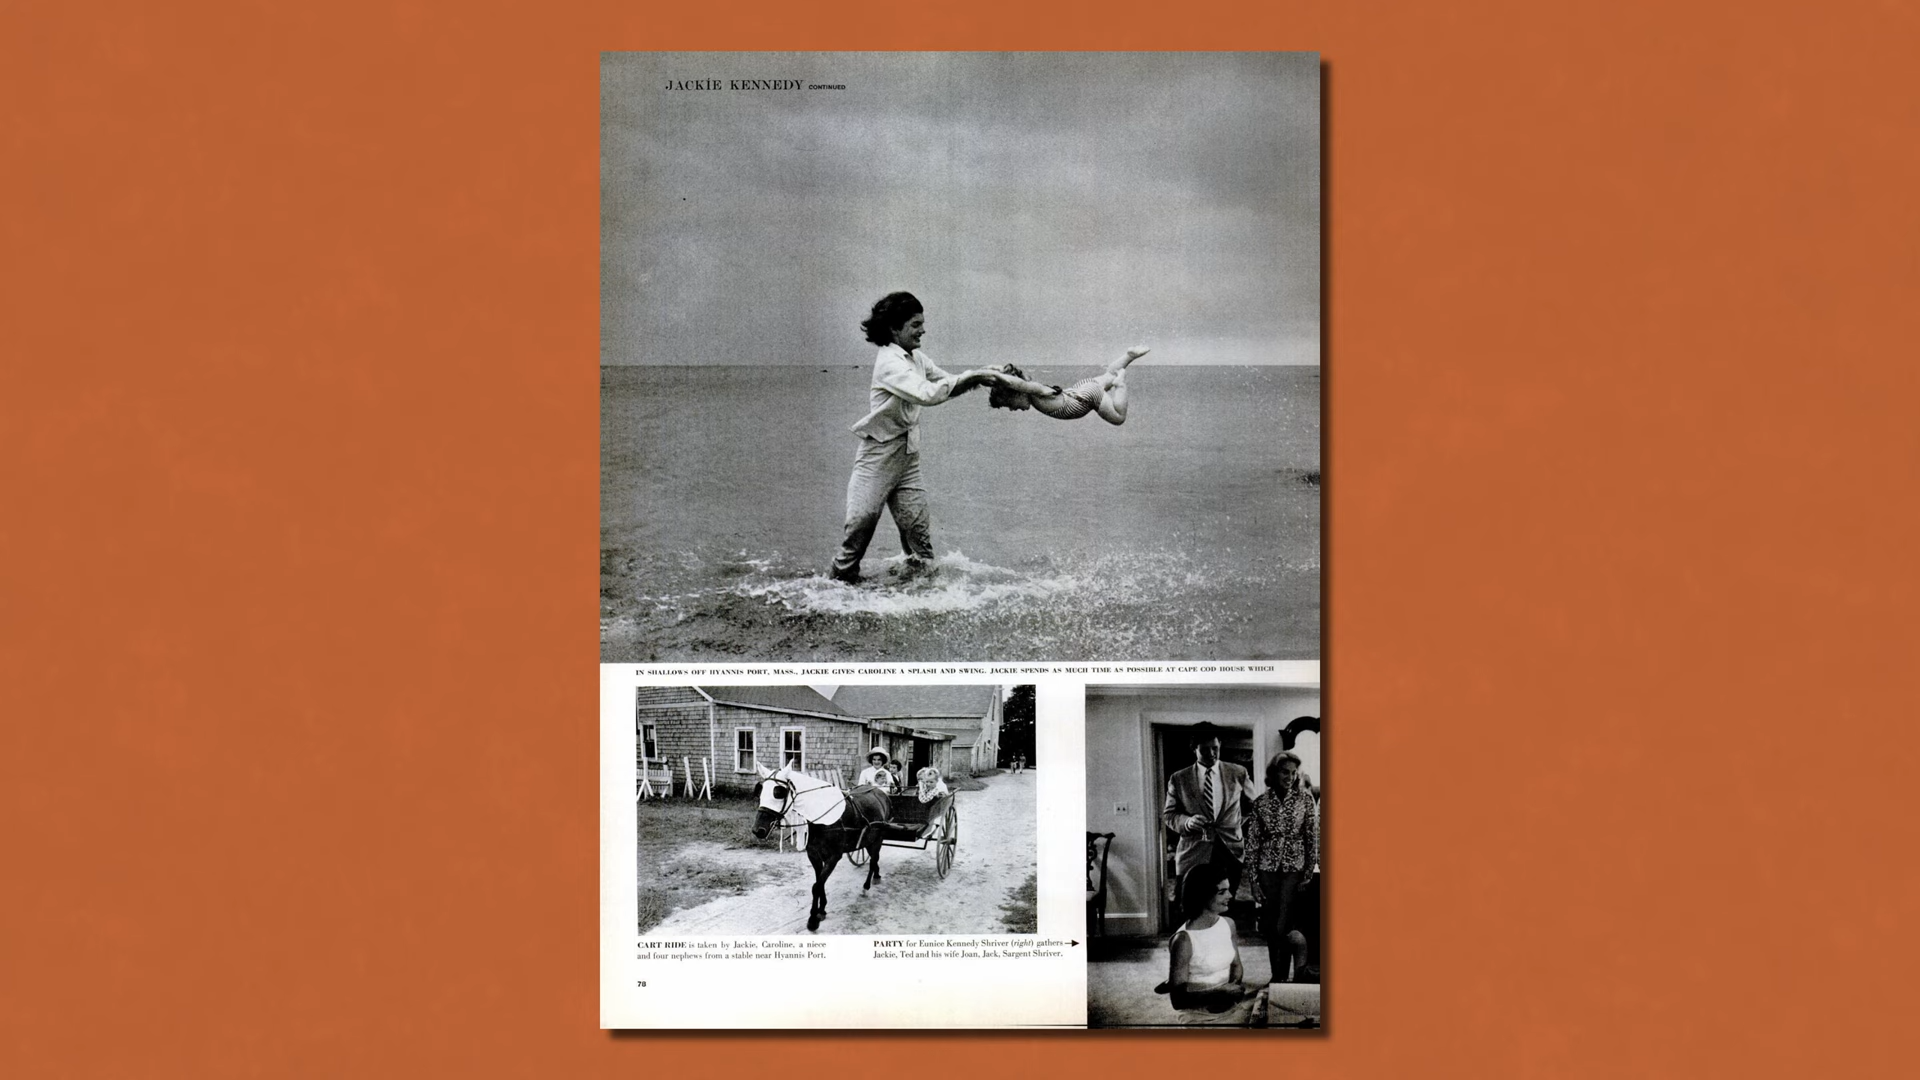 JACKIE KENNEDY CONTINUED
IN SHALLOWS OFF HYANNIS PORT, MASS., JACKIE GIVES CAROLINE A SPLASH AND SWING. JACKIE SPENDS AS MUCH TIME AS POSSIBLE AT CAPE COD HOUSE WHICH
CART RIDE is taken by Jackie, Caroline, a niece
and four nephews from a stable near Hyannis Port.
PARTY for Eunice Kennedy Shriver (right) gathers
Jackie, Ted and his wife Joan, Jack, Sargent Shriver.
78